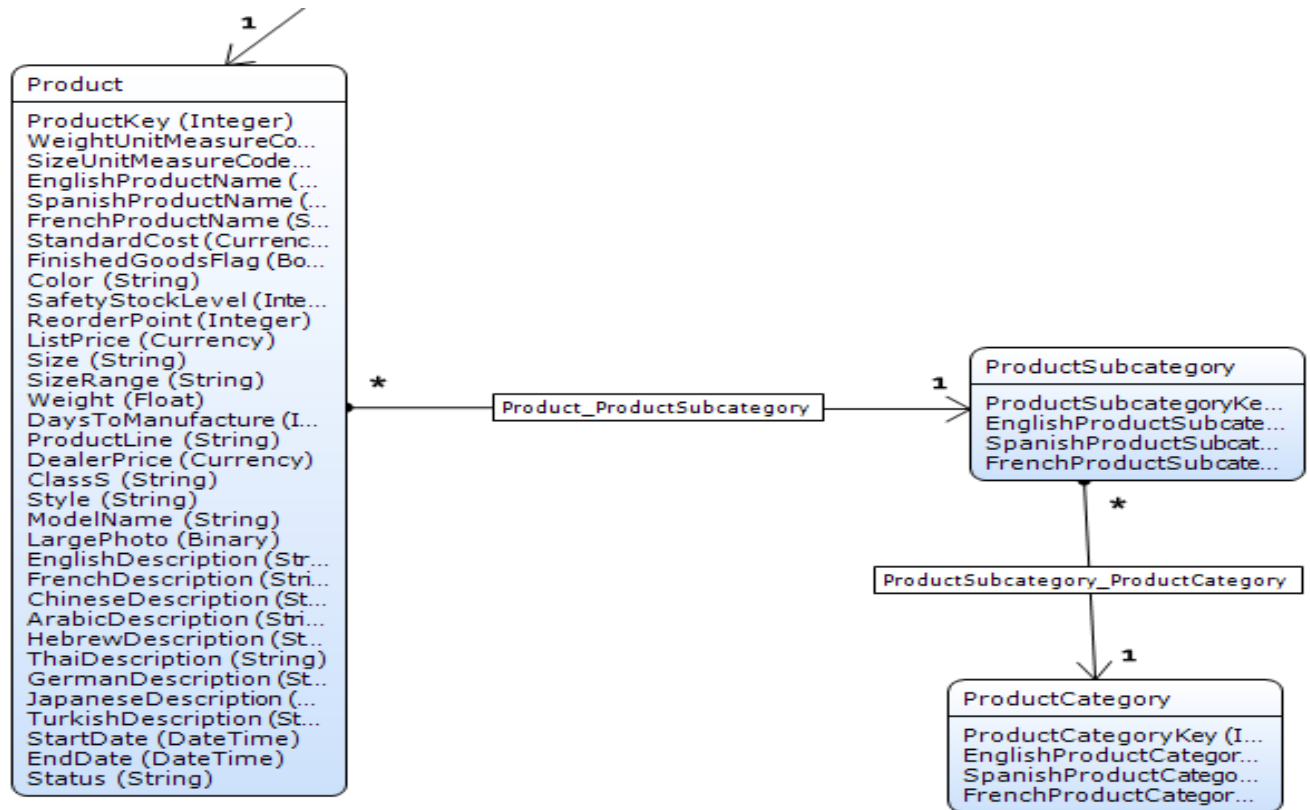 1
Product
ProductKey (Integer)
WeightUnitMeasureCo...
SizeUnitMeasureCode...
EnglishProductName (...
SpanishProductName (...
FrenchProductName (S...
StandardCost (Currenc...
FinishedGoodsFlag (Bo...
Color (String)
SafetyStockLevel (Inte...
ReorderPoint (Integer)
ListPrice (Currency)
Size (String)
SizeRange (String)
Weight (Float)
DaysToManufacture (I...
ProductLine (String)
DealerPrice (Currency)
ClassS (String)
Style (String)
ModelName (String)
LargePhoto (Binary)
EnglishDescription (Str...
FrenchDescription (Stri...
ChineseDescription (St...
ArabicDescription (Stri...
HebrewDescription (St...
ThaiDescription (String)
GermanDescription (St...
JapaneseDescription (...
TurkishDescription (St...
StartDate (DateTime)
EndDate (DateTime)
Status (String)
*
Product_ProductSubcategory
1
ProductSubcategory
ProductSubcategoryKe...
EnglishProductSubcate...
SpanishProductSubcat...
FrenchProductSubcate...
*
ProductSubcategory_ProductCategory
1
ProductCategory
ProductCategoryKey (I...
EnglishProductCategor...
SpanishProductCatego...
FrenchProductCategor...